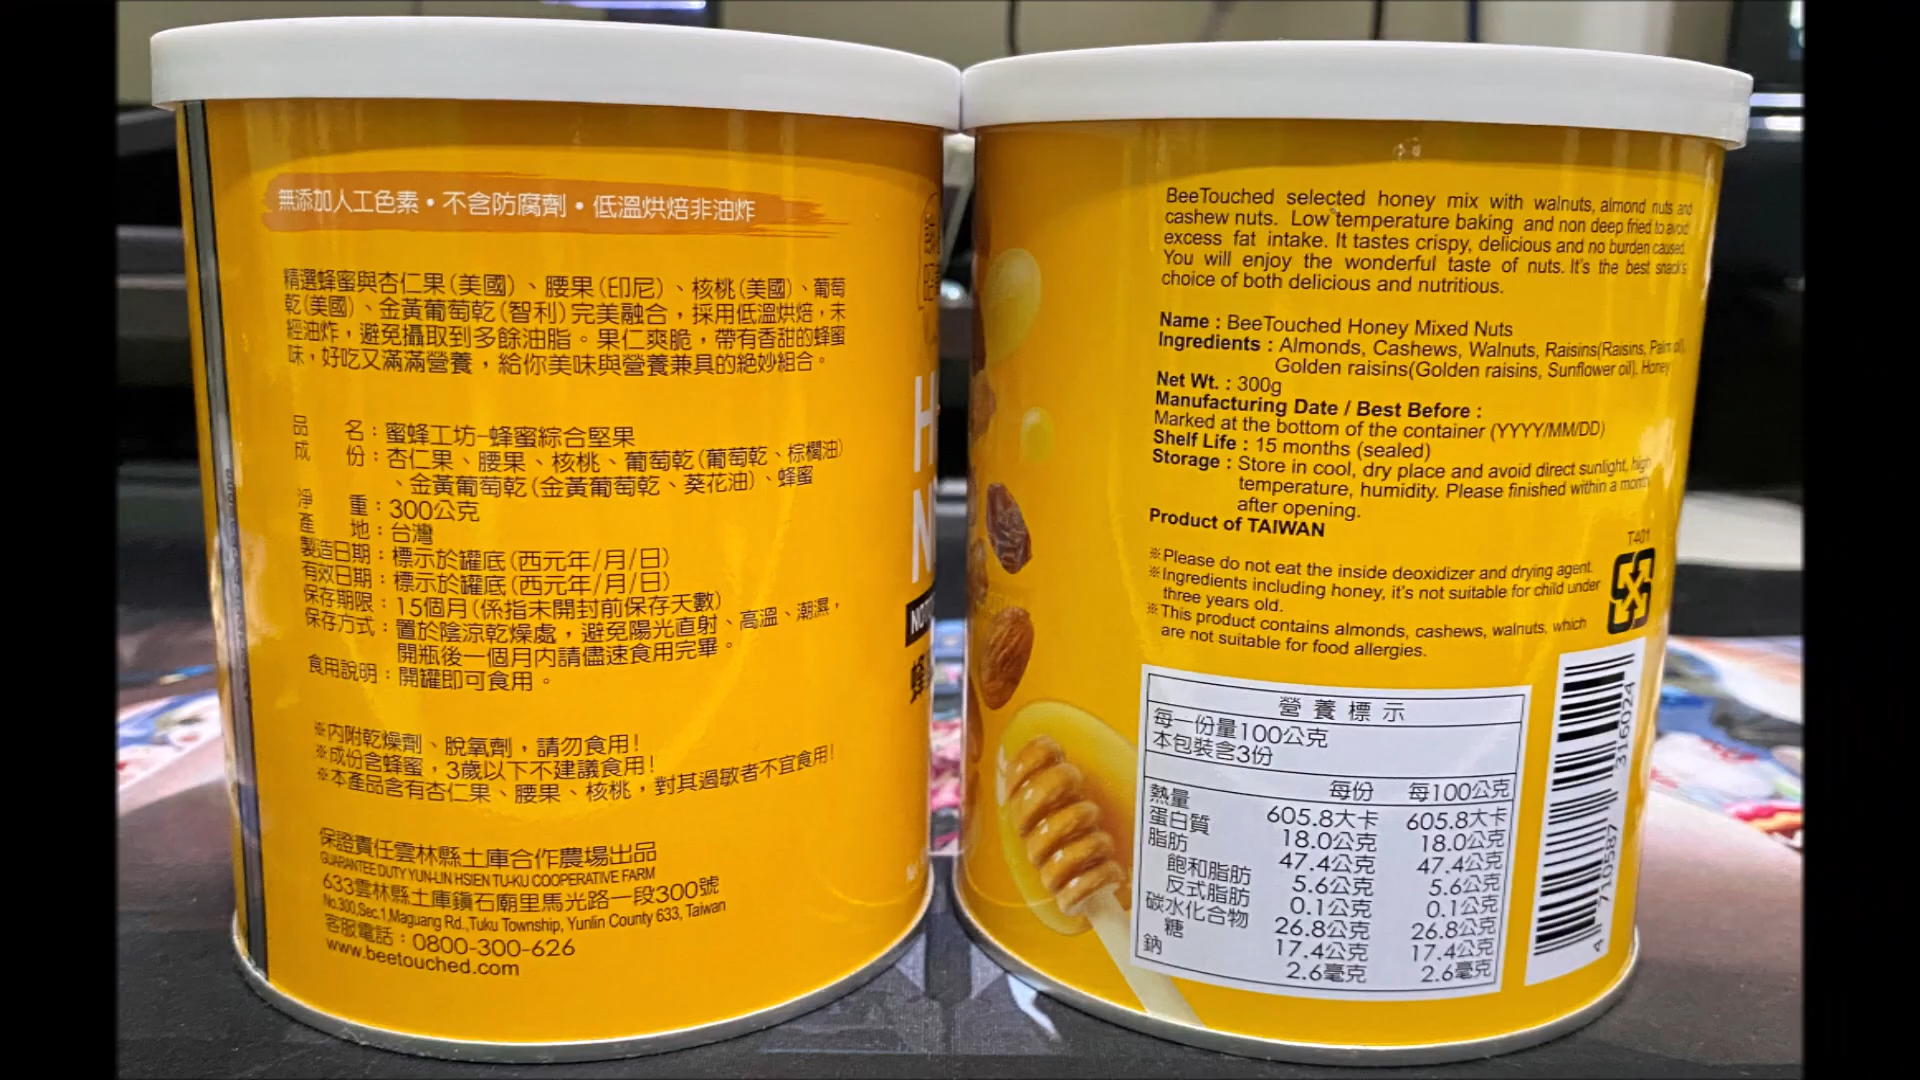 無添加人工色素•不含防腐劑•低溫烘焙非油炸
精選蜂蜜與杏仁果(美國)、腰果(印尼)、核桃(美國)、葡萄
乾(美國)、金黃葡萄乾(智利)完美融合，採用低溫烘焙，未
經油炸，避免攝取到多餘油脂。果仁爽脆，帶有香甜的蜂蜜
味，好吃又滿滿營養，給你美味與營養兼具的絕妙組合。
品 名：蜜蜂工坊-蜂蜜綜合堅果
成 份：杏仁果、腰果、核桃、葡萄乾(葡萄乾、棕櫚油)
、金黃葡萄乾(金黃葡萄乾、葵花油)、蜂蜜
淨 重：300公克
產 地：台灣
製造日期：標示於罐底(西元年/月/日)
有效日期：標示於罐底(西元年/月/日)
保存期限：15個月(係指未開封前保存天數)
保存方式：置於陰涼乾燥處，避免陽光直射、高溫、潮濕，
開瓶後一個月內請儘速食用完畢。
食用說明：開罐即可食用。
※內附乾燥劑、脫氧劑，請勿食用!
※成份含蜂蜜，3歲以下不建議食用!
※本產品含有杏仁果、腰果、核桃，對其過敏者不宜食用!
保證責任雲林縣土庫合作農場出品
GUARANTEE DUTY YUN-LIN HSIEN TU-KU COOPERATIVE FARM
633雲林縣土庫鎮石廟里馬光路一段300號
No.300,Sec.1,Maguang Rd.,Tuku Township, Yunlin County 633, Taiwan
客服電話：0800-300-626
www.beetouched.com
BeeTouched selected honey mix with walnuts, almond nuts and
cashew nuts. Low temperature baking and non deep fried to avoid
excess fat intake. It tastes crispy, delicious and no burden caused.
You will enjoy the wonderful taste of nuts. It's the best snack's
choice of both delicious and nutritious.
Name : BeeTouched Honey Mixed Nuts
Ingredients : Almonds, Cashews, Walnuts, Raisins(Raisins, Palm oil),
Golden raisins(Golden raisins, Sunflower oil), Honey
Net Wt. : 300g
Manufacturing Date / Best Before :
Marked at the bottom of the container (YYYY/MM/DD)
Shelf Life : 15 months (sealed)
Storage : Store in cool, dry place and avoid direct sunlight, high
temperature, humidity. Please finished within a month
after opening.
Product of TAIWAN
T401
※Please do not eat the inside deoxidizer and drying agent.
※Ingredients including honey, it's not suitable for child under
three years old.
※This product contains almonds, cashews, walnuts, which
are not suitable for food allergies.
營養標示
每一份量100公克
本包裝含3份
每份 每100公克
熱量 605.8大卡 605.8大卡
蛋白質 18.0公克 18.0公克
脂肪 47.4公克 47.4公克
飽和脂肪 5.6公克 5.6公克
反式脂肪 0.1公克 0.1公克
碳水化合物 26.8公克 26.8公克
糖 17.4公克 17.4公克
鈉 2.6毫克 2.6毫克
4 710587 316024